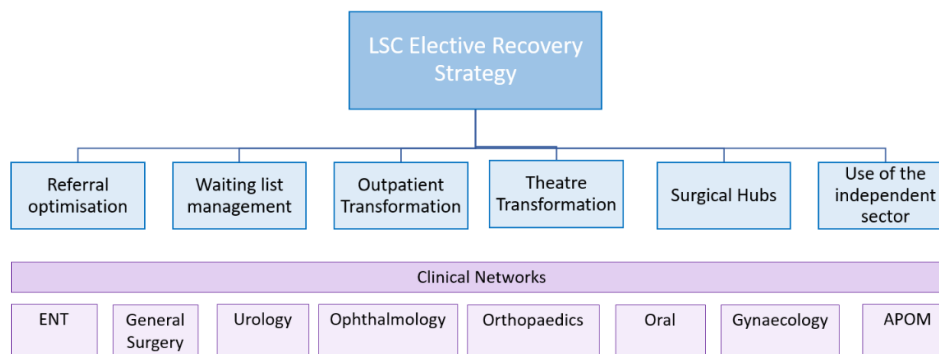 LSC Elective Recovery
Strategy
Referral
optimisation
Waiting list
management
Outpatient
Transformation
Theatre
Transformation
Surgical Hubs
Use of the
independent
sector
Clinical Networks
ENT
General
Surgery
Urology
Ophthalmology
Orthopaedics
Oral
Gynaecology
APOM